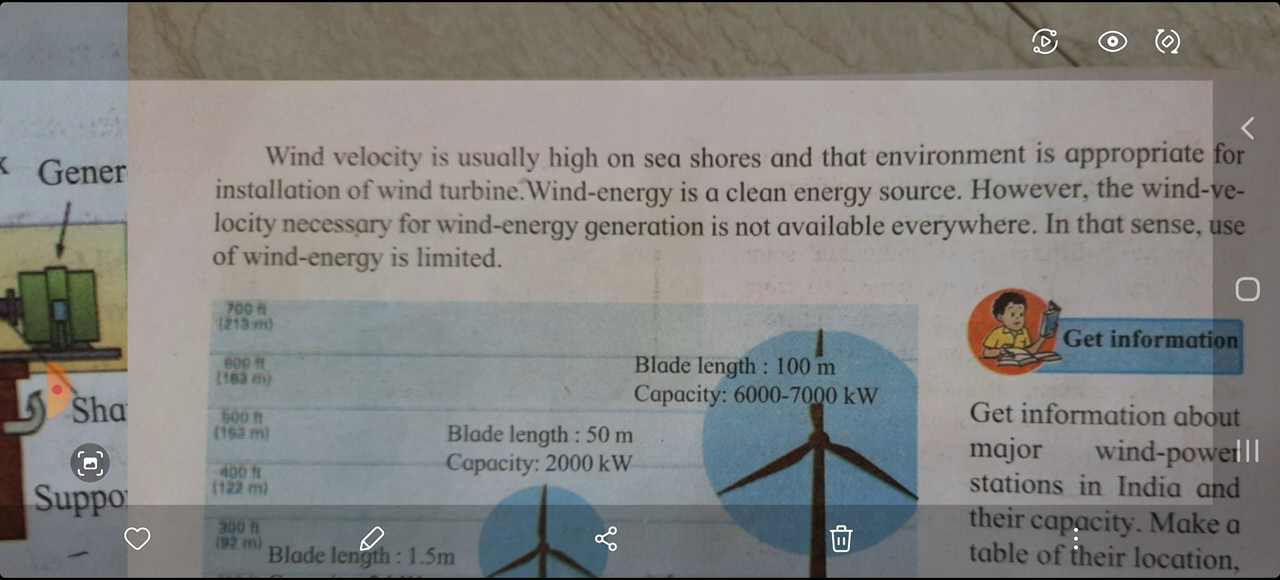 Gener
Sha
Suppo
Wind velocity is usually high on sea shores and that environment is appropriate for
installation of wind turbine.Wind-energy is a clean energy source. However, the wind-ve-
locity necessary for wind-energy generation is not available everywhere. In that sense, use
of wind-energy is limited.
700 ft
(213 m)
600 ft
(183 m)
500 ft
(153 m)
400 ft
(122 m)
300 ft
(92 m)
Blade length : 100 m
Capacity: 6000-7000 kW
Blade length : 50 m
Capacity: 2000 kW
Blade length : 1.5m
Get information
Get information about
major wind-power
stations in India and
their capacity. Make a
table of their location,